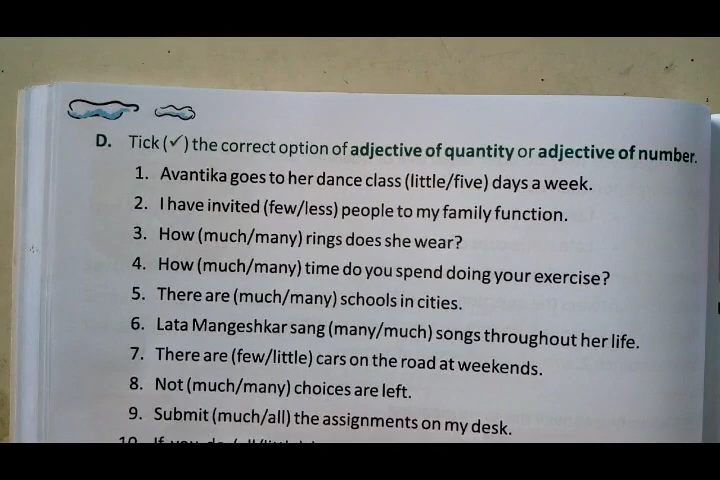 D. Tick (✓) the correct option of adjective of quantity or adjective of number.
1. Avantika goes to her dance class (little/five) days a week.
2. I have invited (few/less) people to my family function.
3. How (much/many) rings does she wear?
4. How (much/many) time do you spend doing your exercise?
5. There are (much/many) schools in cities.
6. Lata Mangeshkar sang (many/much) songs throughout her life.
7. There are (few/little) cars on the road at weekends.
8. Not (much/many) choices are left.
9. Submit (much/all) the assignments on my desk.
10. If you do